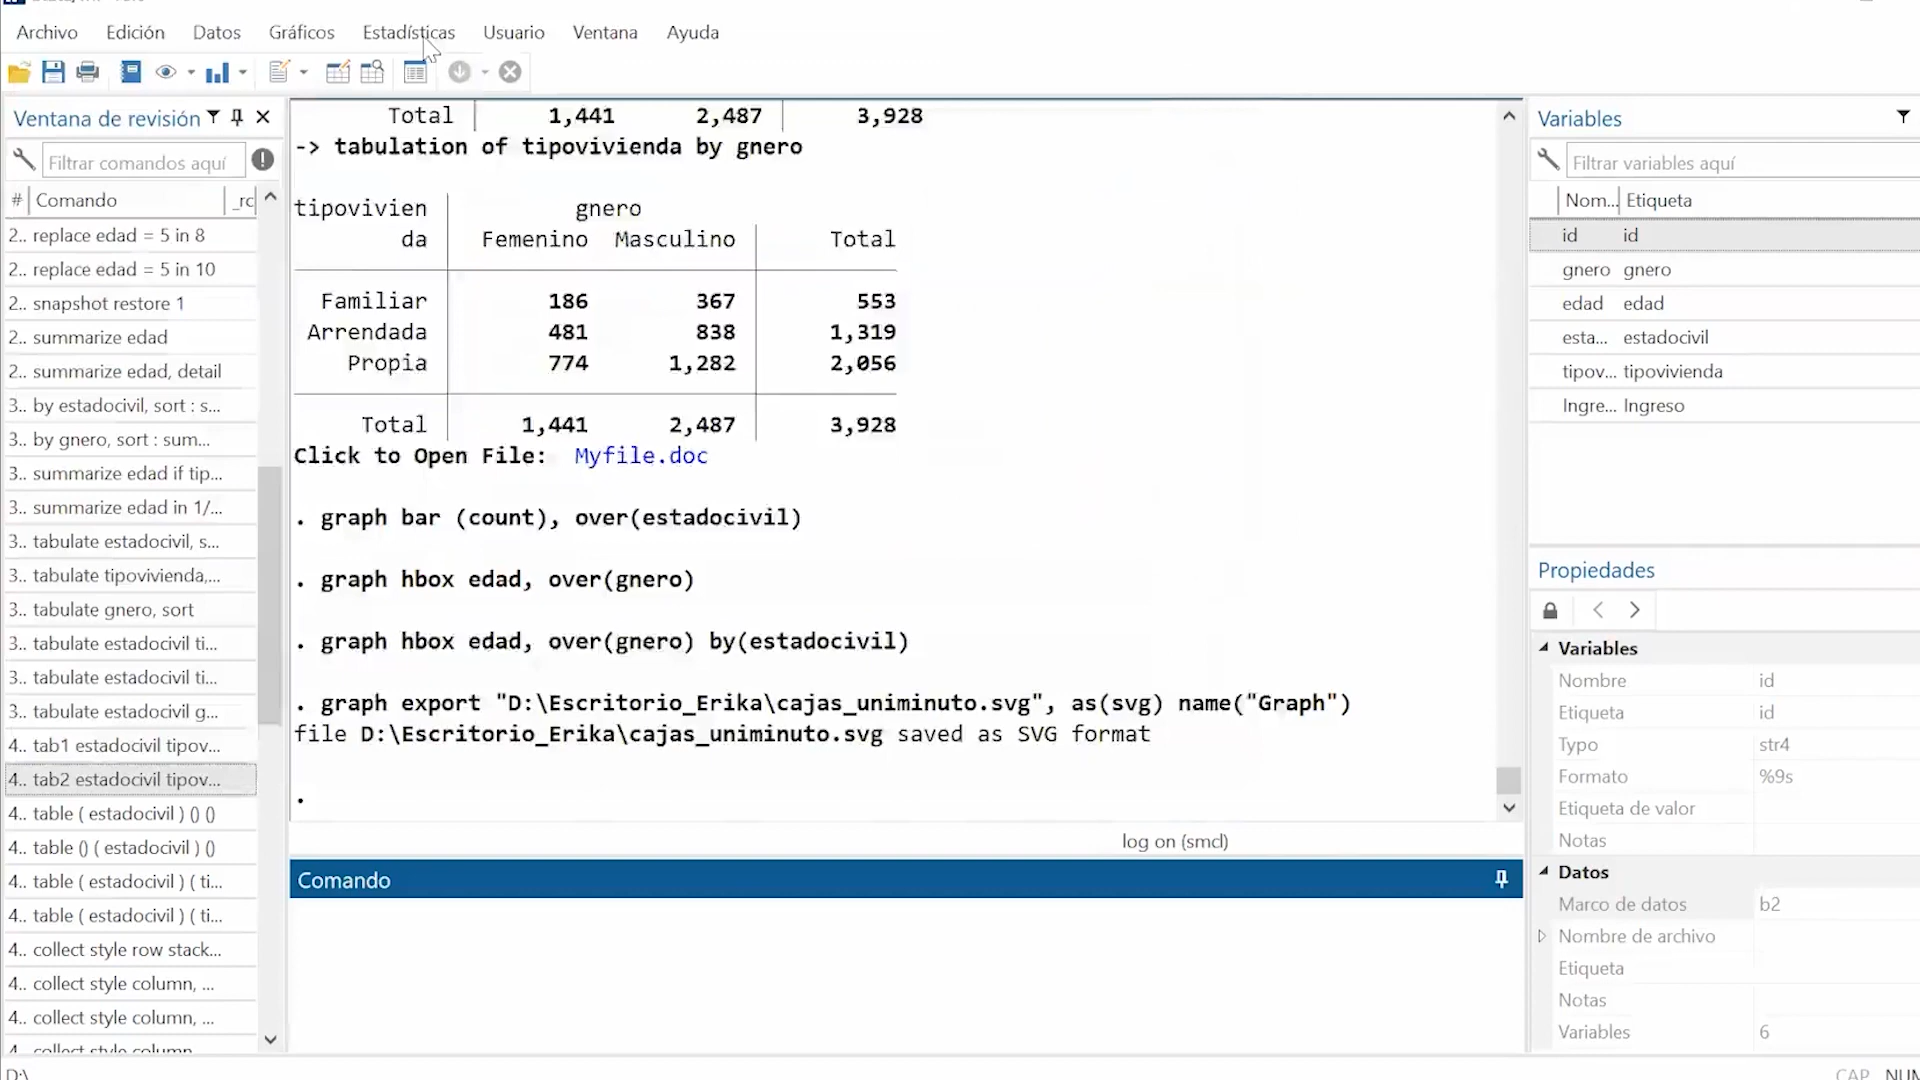 Archivo Edición Datos Gráficos Estadísticas Usuario Ventana Ayuda
Ventana de revisión
Filtrar comandos aquí
# Comando _rc
2.. replace edad = 5 in 8
2.. replace edad = 5 in 10
2.. snapshot restore 1
2.. summarize edad
2.. summarize edad, detail
3.. by estadocivil, sort : s...
3.. by gnero, sort : sum...
3.. summarize edad if tip...
3.. summarize edad in 1/...
3.. tabulate estadocivil, s...
3.. tabulate tipovivienda,...
3.. tabulate gnero, sort
3.. tabulate estadocivil ti...
3.. tabulate estadocivil ti...
3.. tabulate estadocivil g...
4.. tab1 estadocivil tipov...
4.. tab2 estadocivil tipov...
4.. table ( estadocivil ) () ()
4.. table () ( estadocivil ) ()
4.. table ( estadocivil ) ( ti...
4.. table ( estadocivil ) ( ti...
4.. collect style row stack...
4.. collect style column, ...
4.. collect style column, ...
4.. collect style column
Total 1,441 2,487 3,928
-> tabulation of tipovivienda by gnero
tipovivien gnero
da Femenino Masculino Total
Familiar 186 367 553
Arrendada 481 838 1,319
Propia 774 1,282 2,056
Total 1,441 2,487 3,928
Click to Open File: Myfile.doc
. graph bar (count), over(estadocivil)
. graph hbox edad, over(gnero)
. graph hbox edad, over(gnero) by(estadocivil)
. graph export "D:\Escritorio_Erika\cajas_uniminuto.svg", as(svg) name("Graph")
file D:\Escritorio_Erika\cajas_uniminuto.svg saved as SVG format
.
log on (smcl)
Comando
Variables
Filtrar variables aquí
Nom... Etiqueta
id id
gnero gnero
edad edad
esta... estadocivil
tipov... tipovivienda
Ingre... Ingreso
Propiedades
Variables
Nombre id
Etiqueta id
Typo str4
Formato %9s
Etiqueta de valor
Notas
Datos
Marco de datos b2
Nombre de archivo
Etiqueta
Notas
Variables 6
D:\
CAP NUM